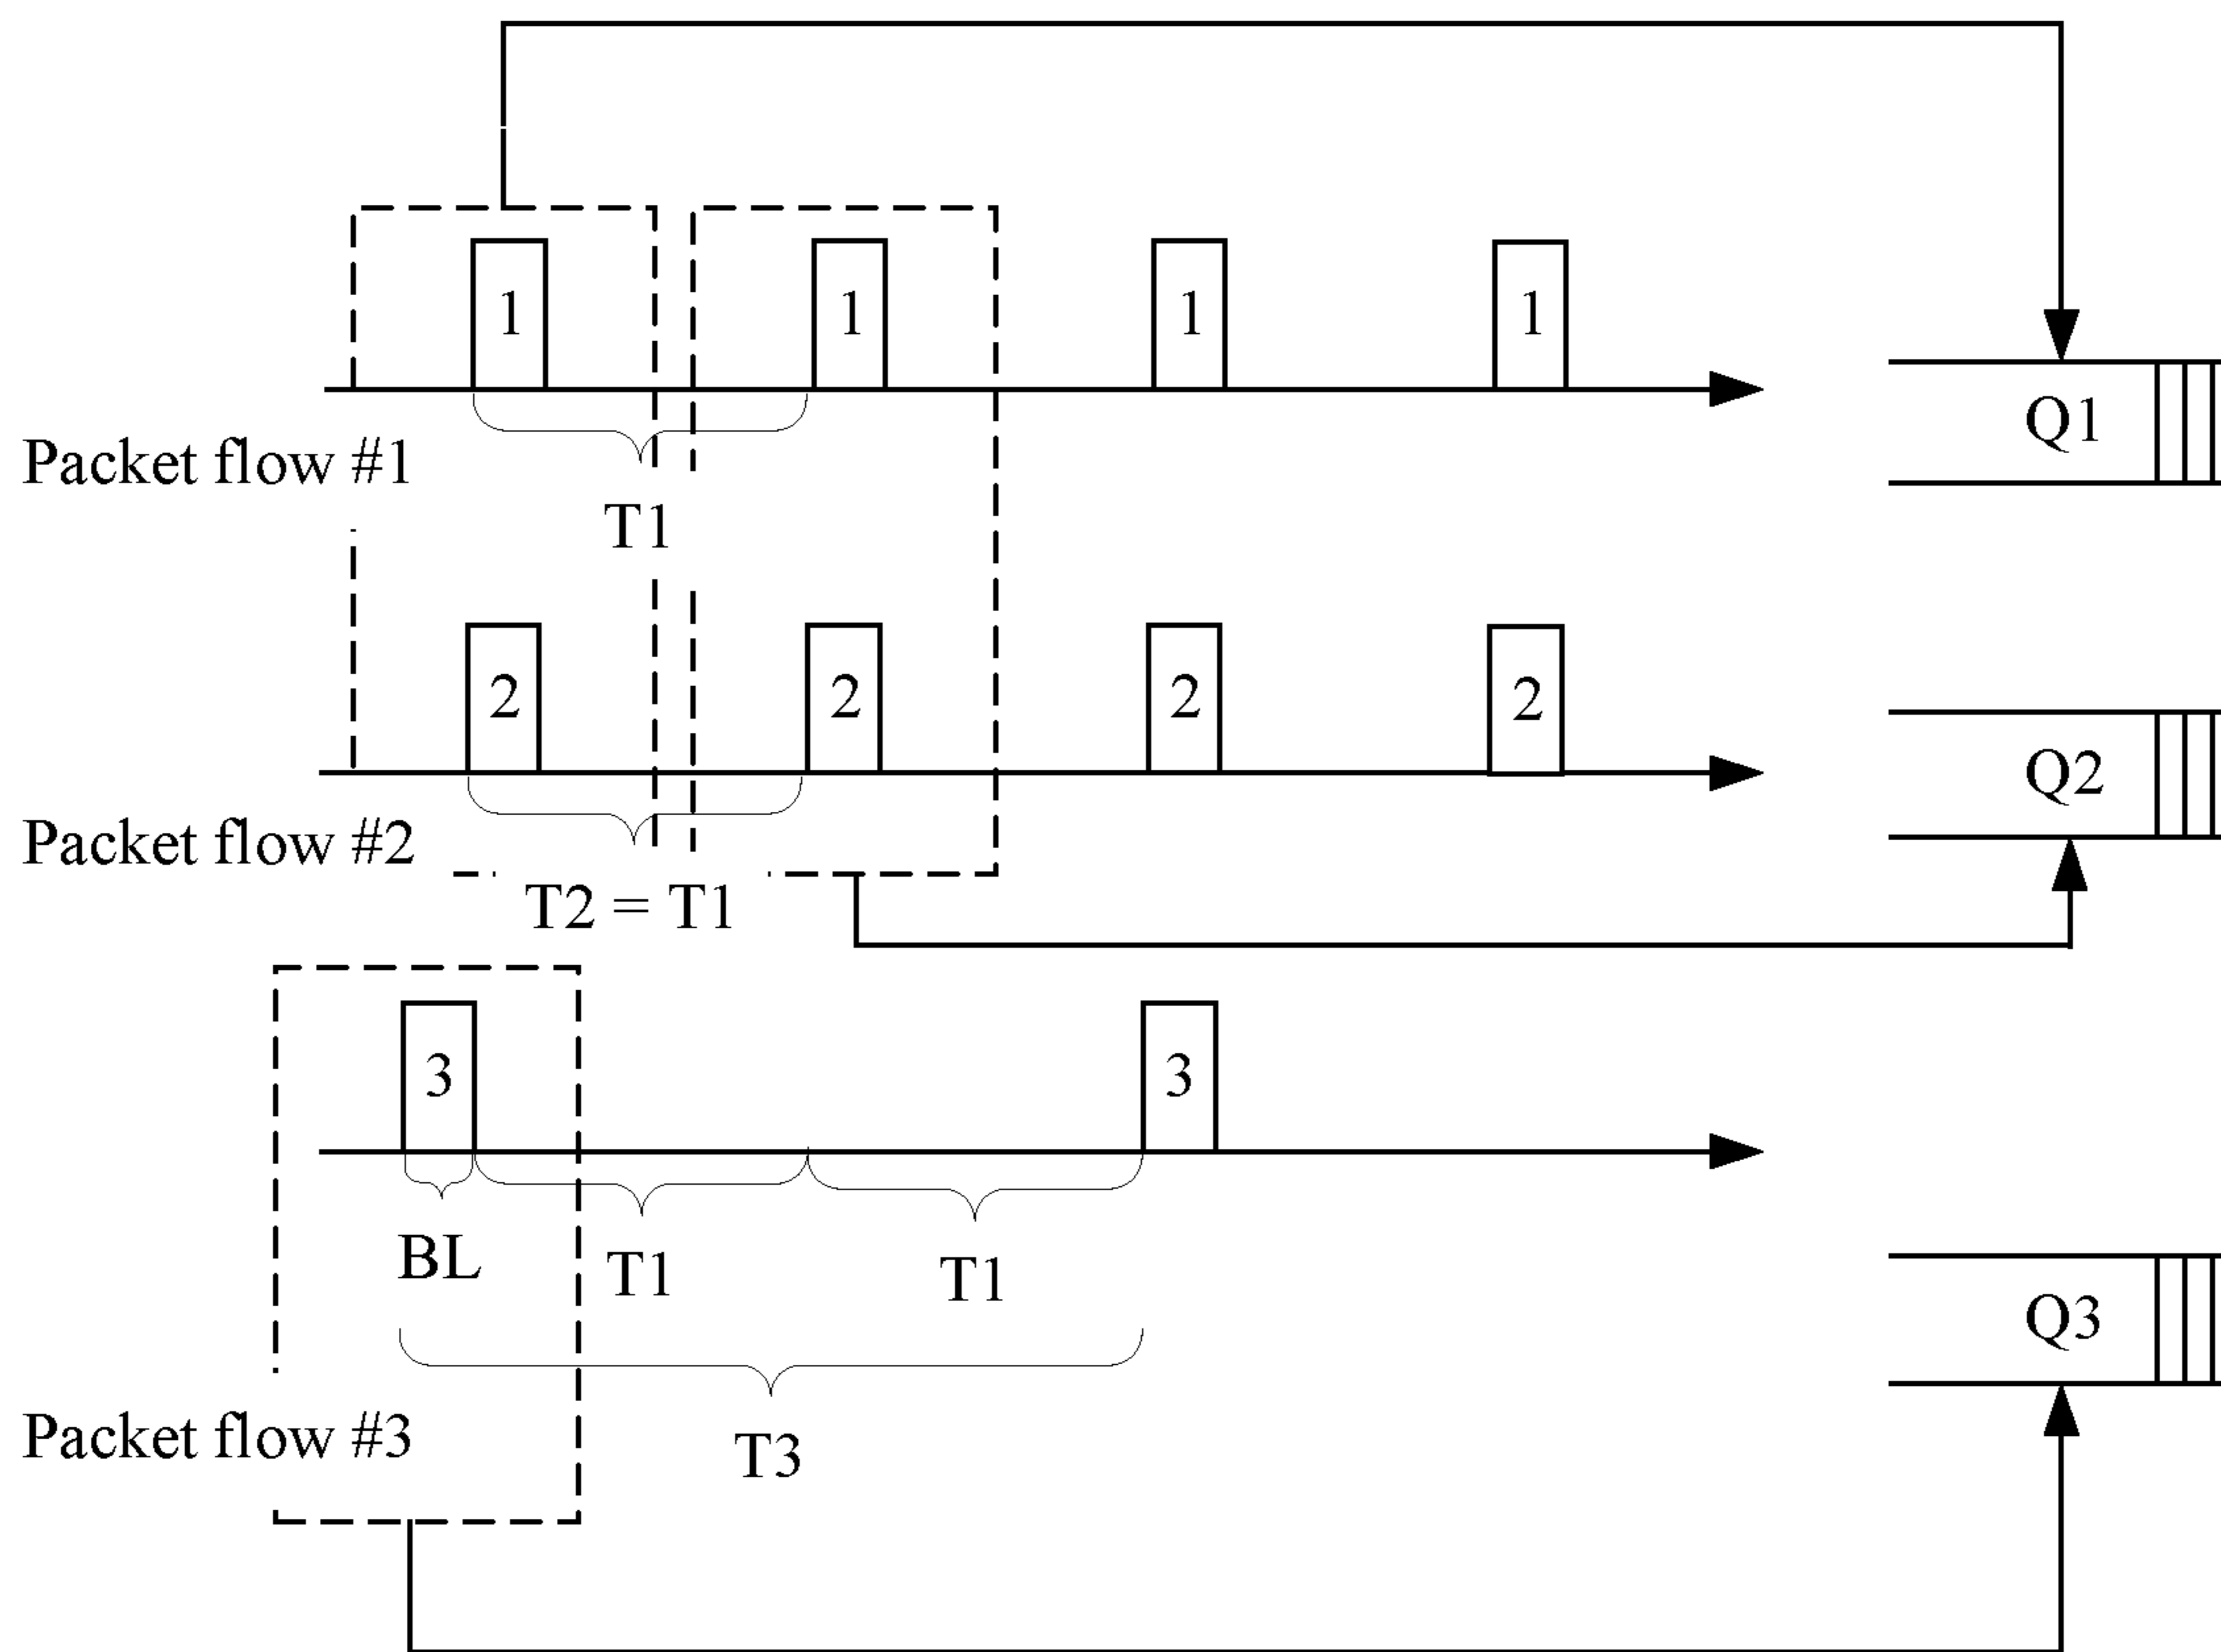 1 1 1 1
Q1
Packet flow #1
T1
2 2 2 2
Q2
Packet flow #2
T2 = T1
3 3
BL T1 T1
Q3
Packet flow #3
T3